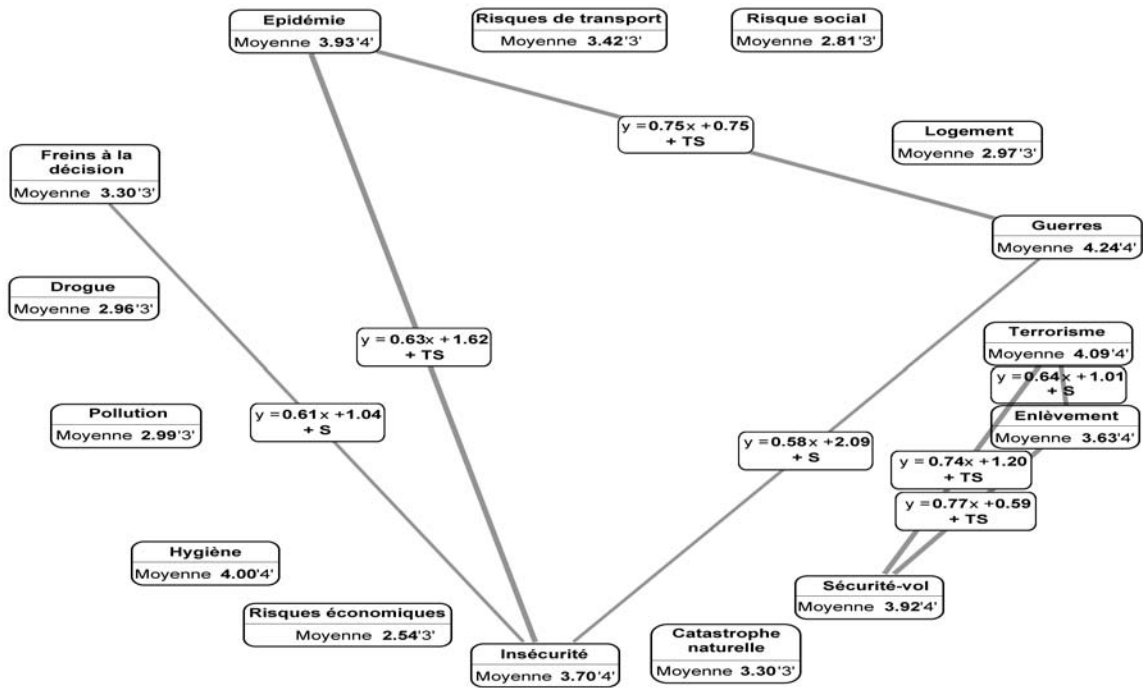 Epidémie
Moyenne 3.93'4'
Risques de transport
Moyenne 3.42'3'
Risque social
Moyenne 2.81'3'
y = 0.75x + 0.75
+ TS
Logement
Moyenne 2.97'3'
Freins à la
décision
Moyenne 3.30'3'
Guerres
Moyenne 4.24'4'
Drogue
Moyenne 2.96'3'
y = 0.63x + 1.62
+ TS
Terrorisme
Moyenne 4.09'4'
y = 0.64x + 1.01
+ S
Pollution
Moyenne 2.99'3'
y = 0.61x + 1.04
+ S
Enlèvement
Moyenne 3.63'4'
y = 0.58x + 2.09
+ S
y = 0.74x + 1.20
+ TS
y = 0.77x + 0.59
+ TS
Hygiène
Moyenne 4.00'4'
Sécurité-vol
Moyenne 3.92'4'
Risques économiques
Moyenne 2.54'3'
Insécurité
Moyenne 3.70'4'
Catastrophe
naturelle
Moyenne 3.30'3'